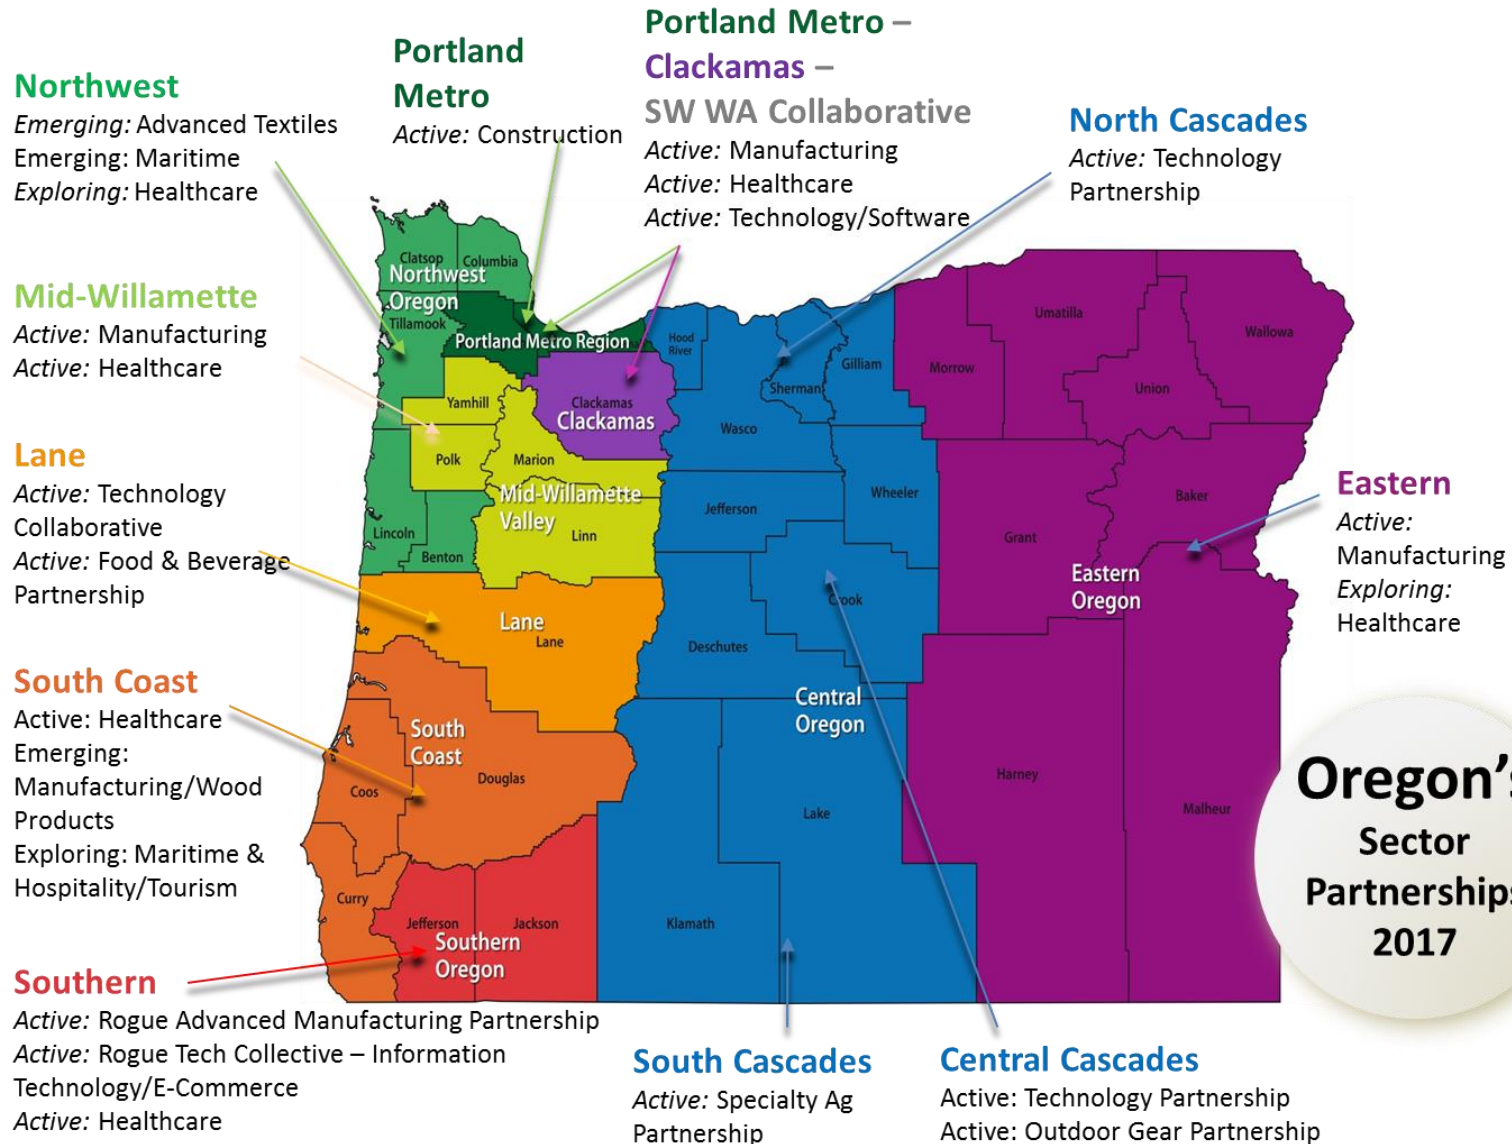 Northwest
Emerging: Advanced Textiles
Emerging: Maritime
Exploring: Healthcare
Portland
Metro
Active: Construction
Portland Metro –
Clackamas –
SW WA Collaborative
Active: Manufacturing
Active: Healthcare
Active: Technology/Software
North Cascades
Active: Technology
Partnership
Mid-Willamette
Active: Manufacturing
Active: Healthcare
Lane
Active: Technology
Collaborative
Active: Food & Beverage
Partnership
South Coast
Active: Healthcare
Emerging:
Manufacturing/Wood
Products
Exploring: Maritime &
Hospitality/Tourism
Southern
Active: Rogue Advanced Manufacturing Partnership
Active: Rogue Tech Collective – Information
Technology/E-Commerce
Active: Healthcare
South Cascades
Active: Specialty Ag
Partnership
Central Cascades
Active: Technology Partnership
Active: Outdoor Gear Partnership
Eastern
Active:
Manufacturing
Exploring:
Healthcare
Oregon's
Sector
Partnerships
2017
Clatsop
Columbia
Northwest
Oregon
Tillamook
Portland Metro Region
Hood
River
Gilliam
Sherman
Morrow
Umatilla
Union
Wallowa
Yamhill
Clackamas
Clackamas
Wasco
Polk
Marion
Mid-Willamette
Valley
Linn
Lincoln
Benton
Jefferson
Wheeler
Grant
Baker
Eastern
Oregon
Crook
Lane
Lane
Deschutes
Central
Oregon
South
Coast
Douglas
Coos
Curry
Jefferson
Jackson
Southern
Oregon
Klamath
Lake
Harney
Malheur